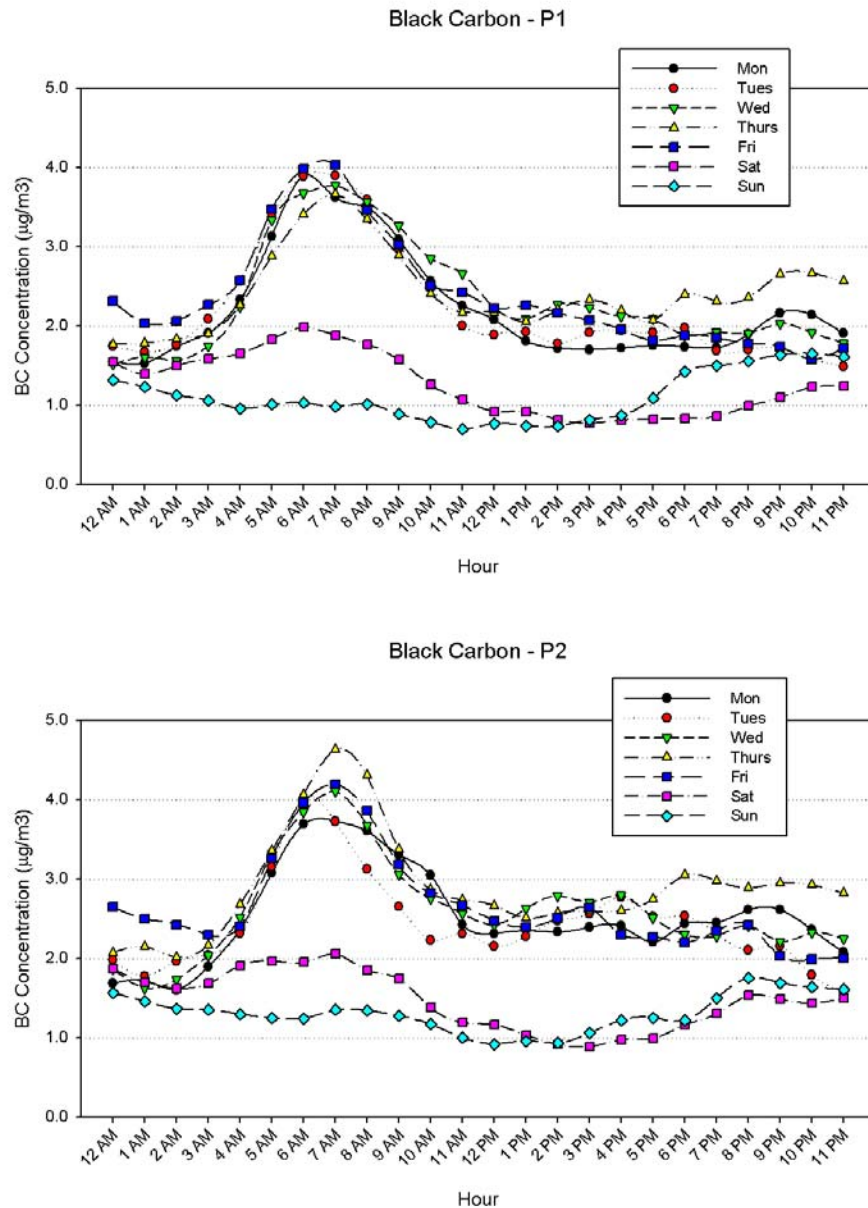 Black Carbon - P1
Mon
Tues
Wed
Thurs
Fri
Sat
Sun
BC Concentration (µg/m3)
5.0
4.0
3.0
2.0
1.0
0.0
12 AM
1 AM
2 AM
3 AM
4 AM
5 AM
6 AM
7 AM
8 AM
9 AM
10 AM
11 AM
12 PM
1 PM
2 PM
3 PM
4 PM
5 PM
6 PM
7 PM
8 PM
9 PM
10 PM
11 PM
Hour
Black Carbon - P2
Mon
Tues
Wed
Thurs
Fri
Sat
Sun
BC Concentration (µg/m3)
5.0
4.0
3.0
2.0
1.0
0.0
12 AM
1 AM
2 AM
3 AM
4 AM
5 AM
6 AM
7 AM
8 AM
9 AM
10 AM
11 AM
12 PM
1 PM
2 PM
3 PM
4 PM
5 PM
6 PM
7 PM
8 PM
9 PM
10 PM
11 PM
Hour